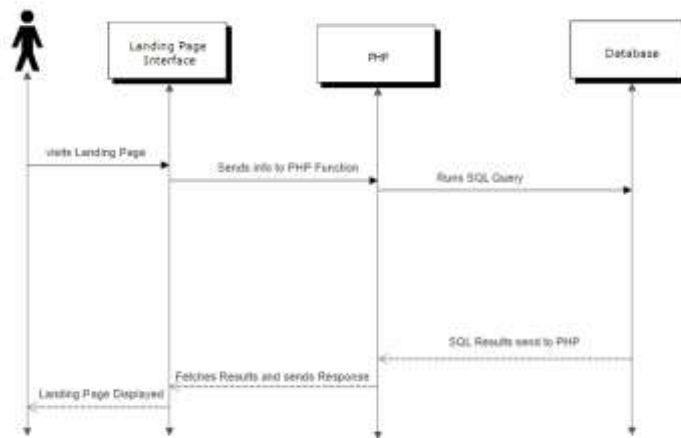 Landing Page
Interface
PHP
Database
visits Landing Page
Sends info to PHP Function
Runs SQL Query
SQL Results send to PHP
Fetches Results and sends Response
Landing Page Displayed